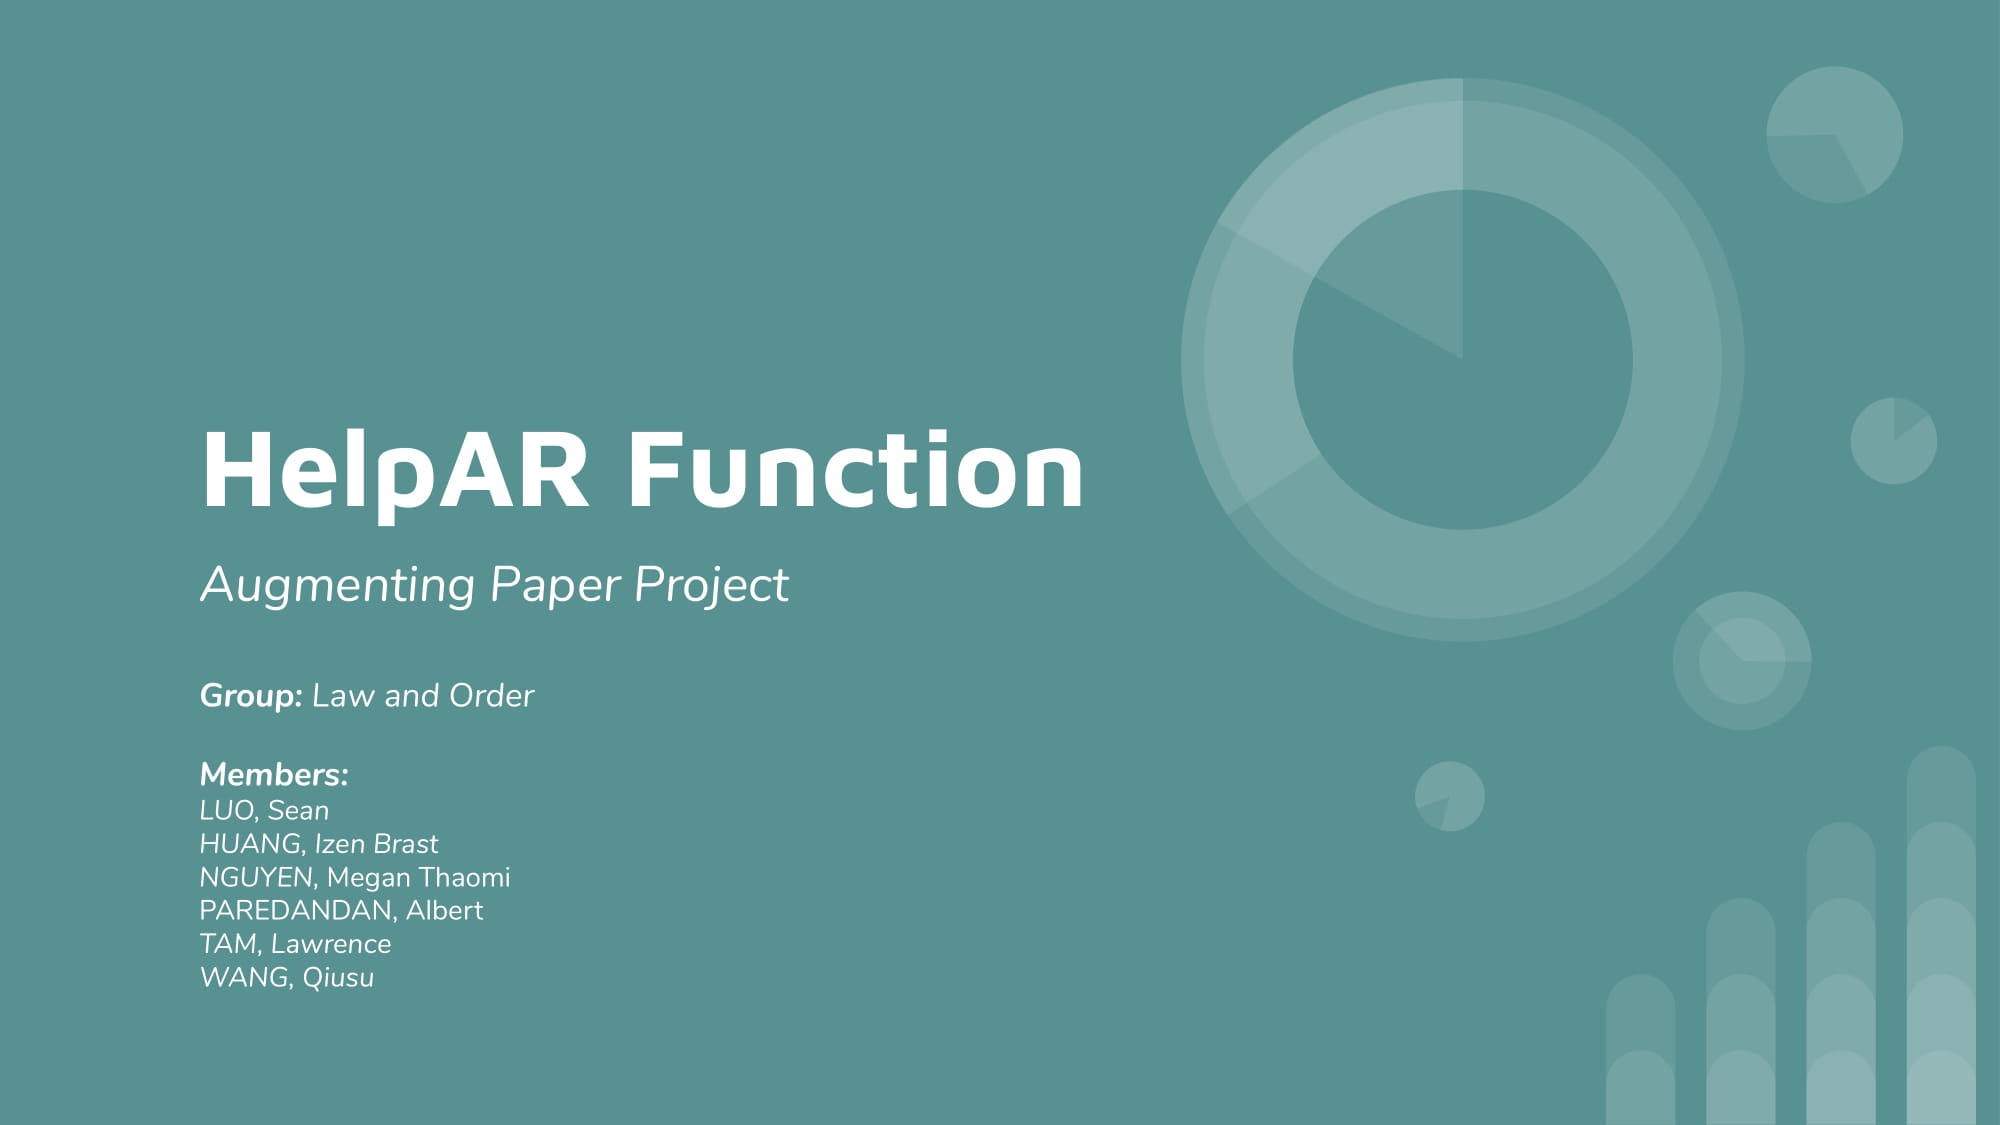 HelpAR Function
Augmenting Paper Project
Group: Law and Order
Members:
LUO, Sean
HUANG, Izen Brast
NGUYEN, Megan Thaomi
PAREDANDAN, Albert
TAM, Lawrence
WANG, Qiusu